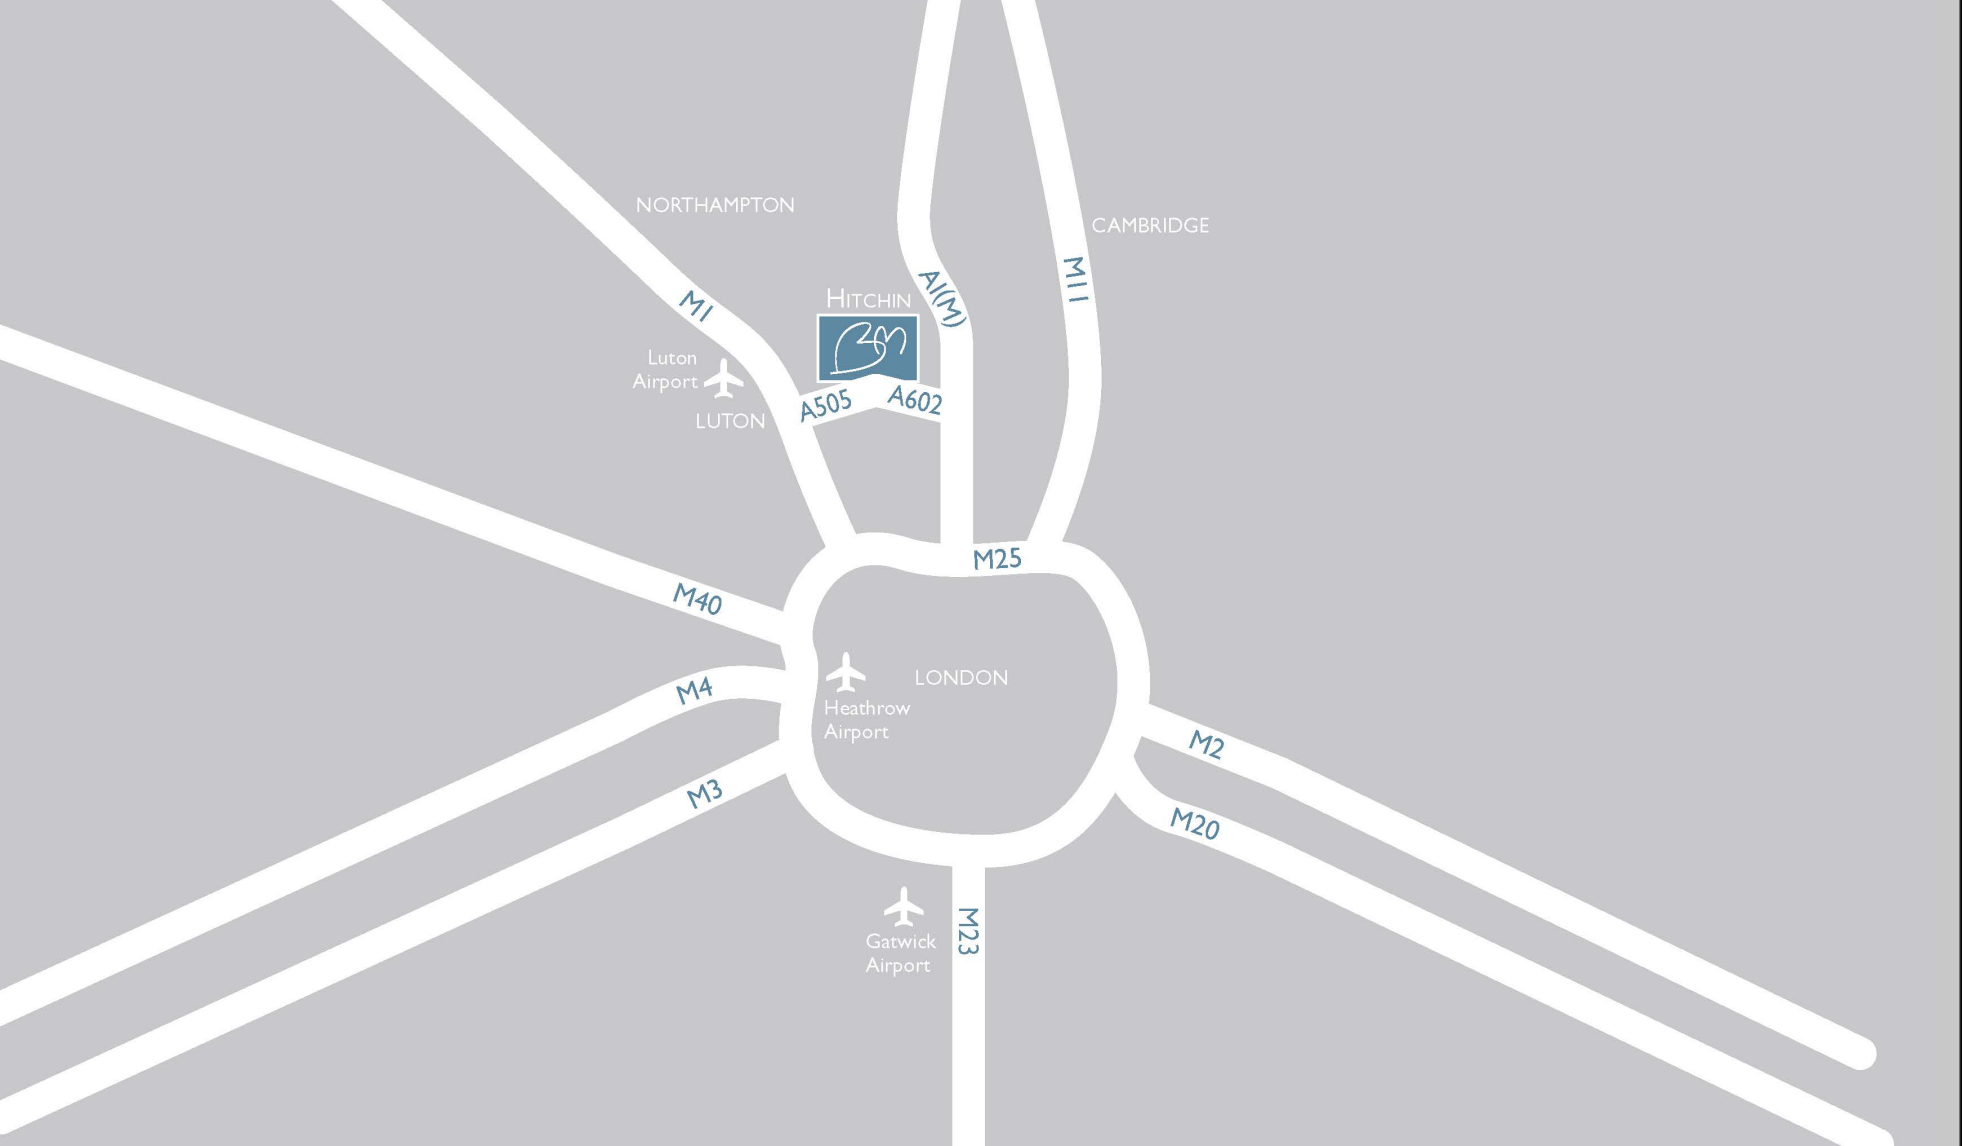 NORTHAMPTON
CAMBRIDGE
M11
A1(M)
HITCHIN
M1
BM
Luton
Airport
A505
A602
LUTON
M25
M40
LONDON
M4
Heathrow
Airport
M2
M3
M20
M23
Gatwick
Airport